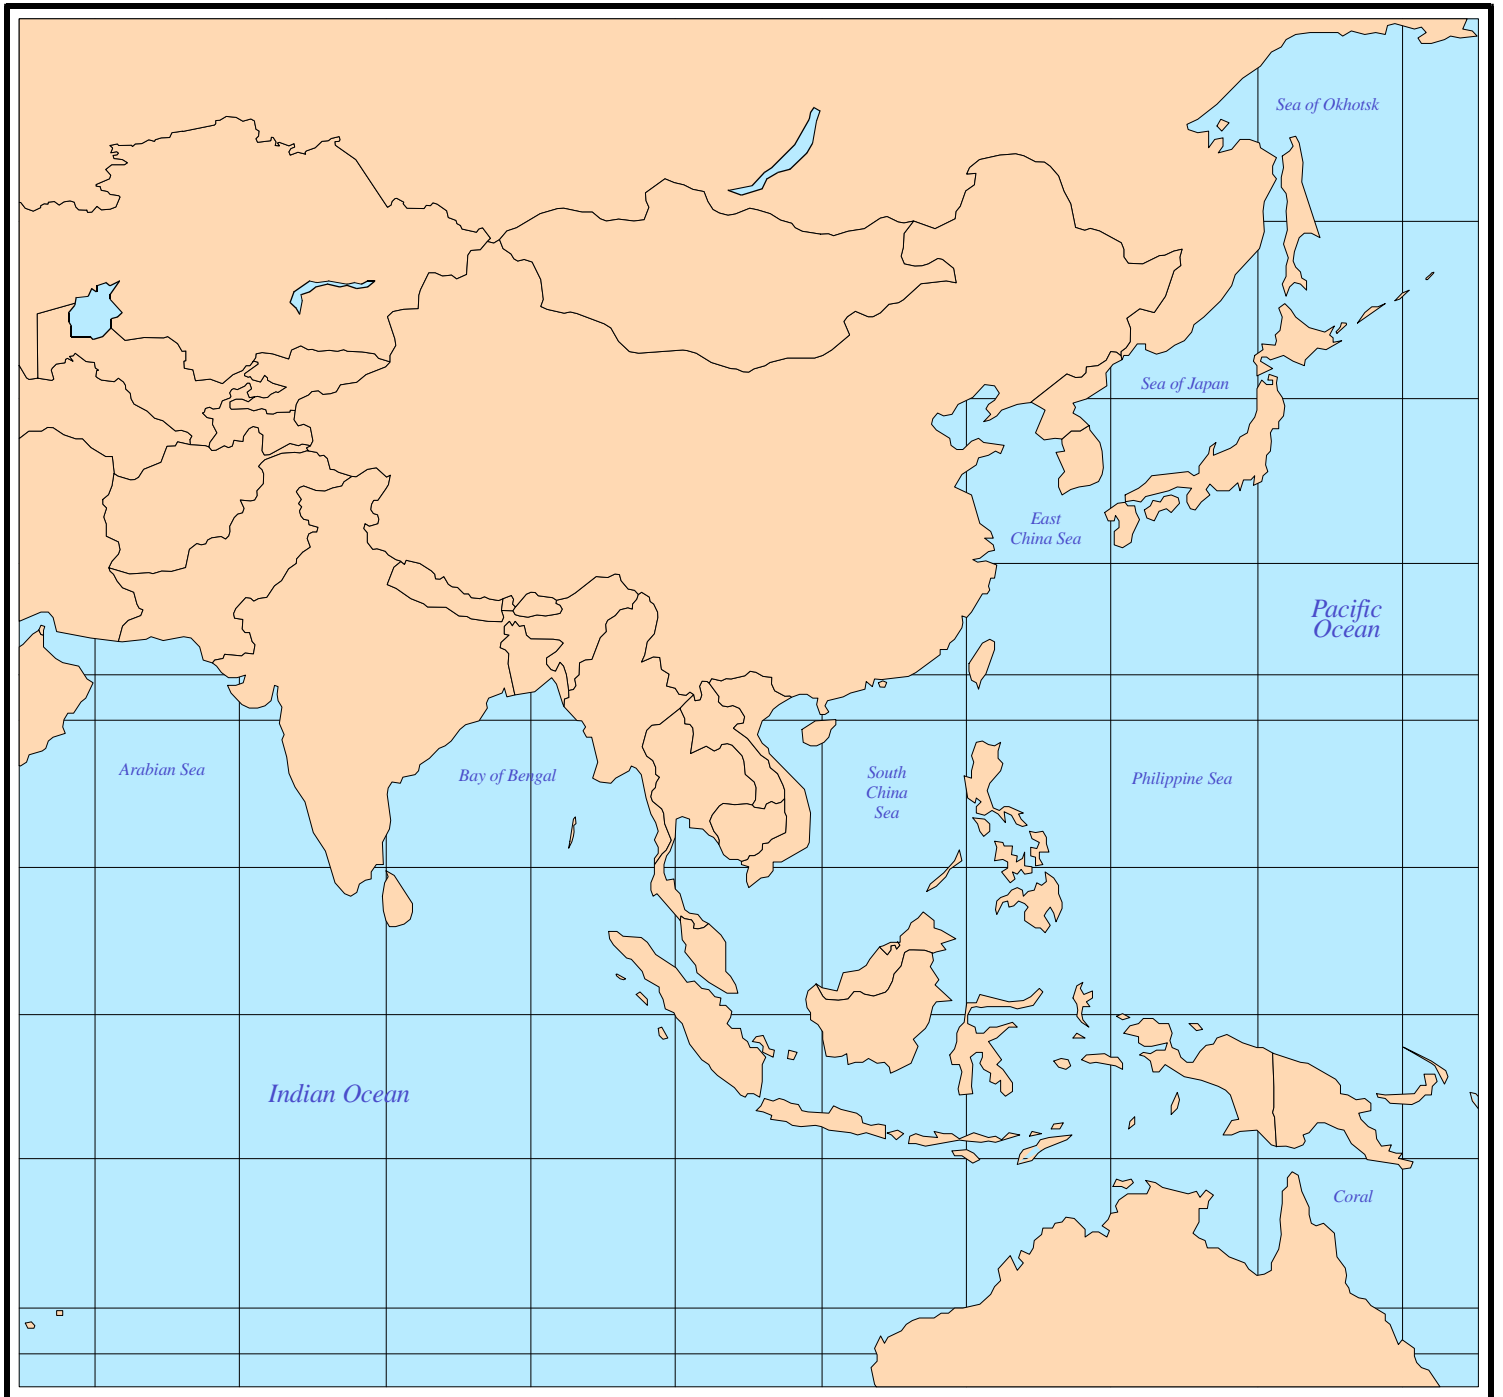 Sea of Okhotsk
Sea of Japan
East
China Sea
Pacific
Ocean
Arabian Sea
Bay of Bengal
South
China
Sea
Philippine Sea
Indian Ocean
Coral